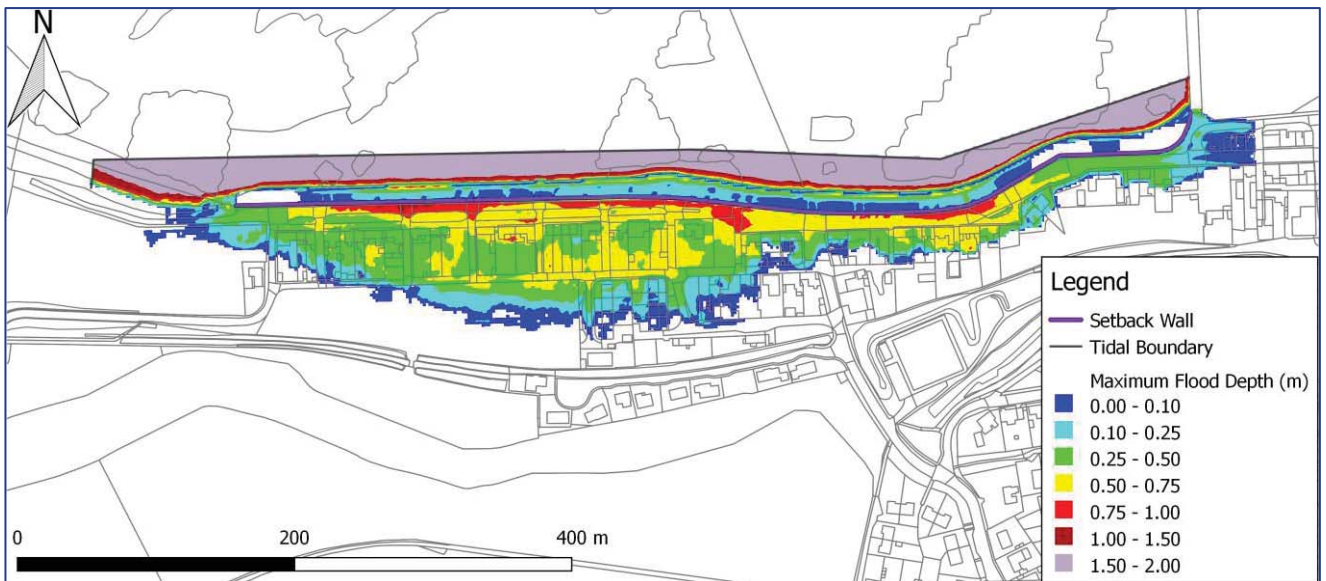 N
Legend
Setback Wall
Tidal Boundary
Maximum Flood Depth (m)
0.00 - 0.10
0.10 - 0.25
0.25 - 0.50
0.50 - 0.75
0.75 - 1.00
1.00 - 1.50
1.50 - 2.00
0 200 400 m